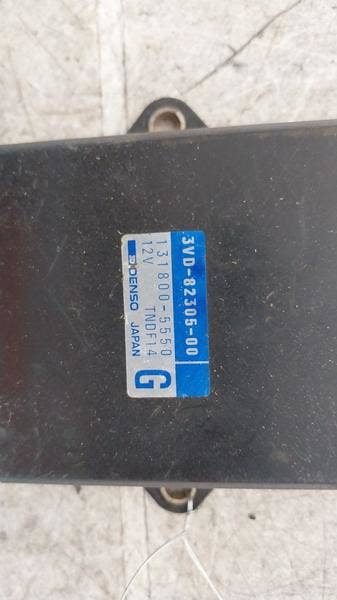 3VD-82305-00
131800-5550
12V TNDF14
DENSO JAPAN
G